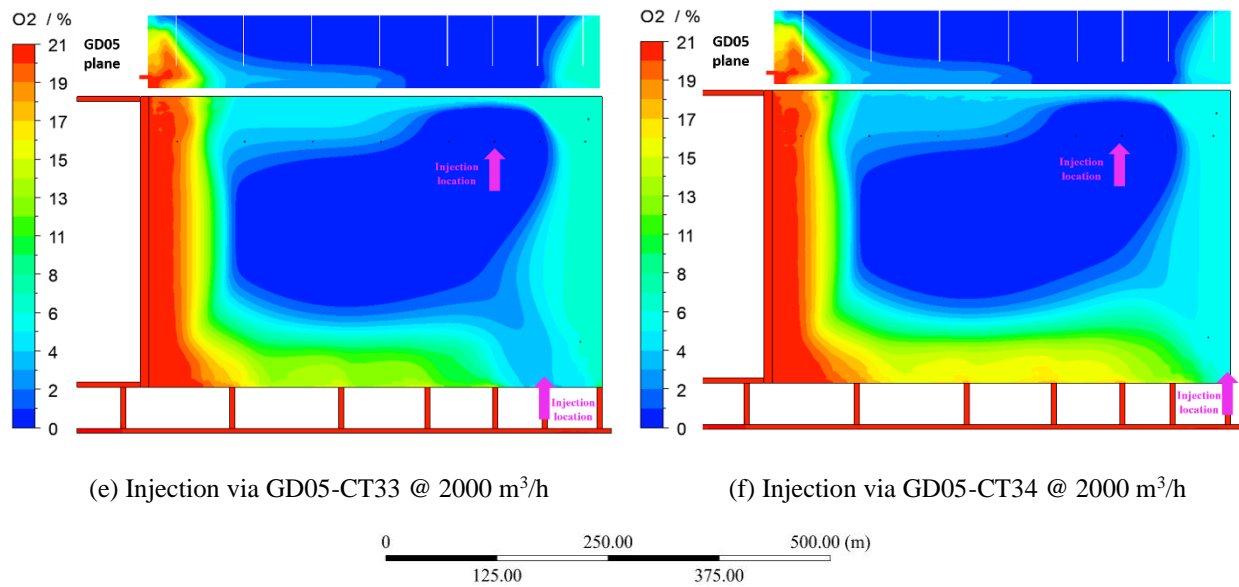 O2 / %
21
19
17
15
13
11
8
6
4
2
0
GD05
plane
Injection
location
Injection
location
(e) Injection via GD05-CT33 @ 2000 m³/h
O2 / %
21
19
17
15
13
11
8
6
4
2
0
GD05
plane
Injection
location
Injection
location
(f) Injection via GD05-CT34 @ 2000 m³/h
0 250.00 500.00 (m)
125.00 375.00